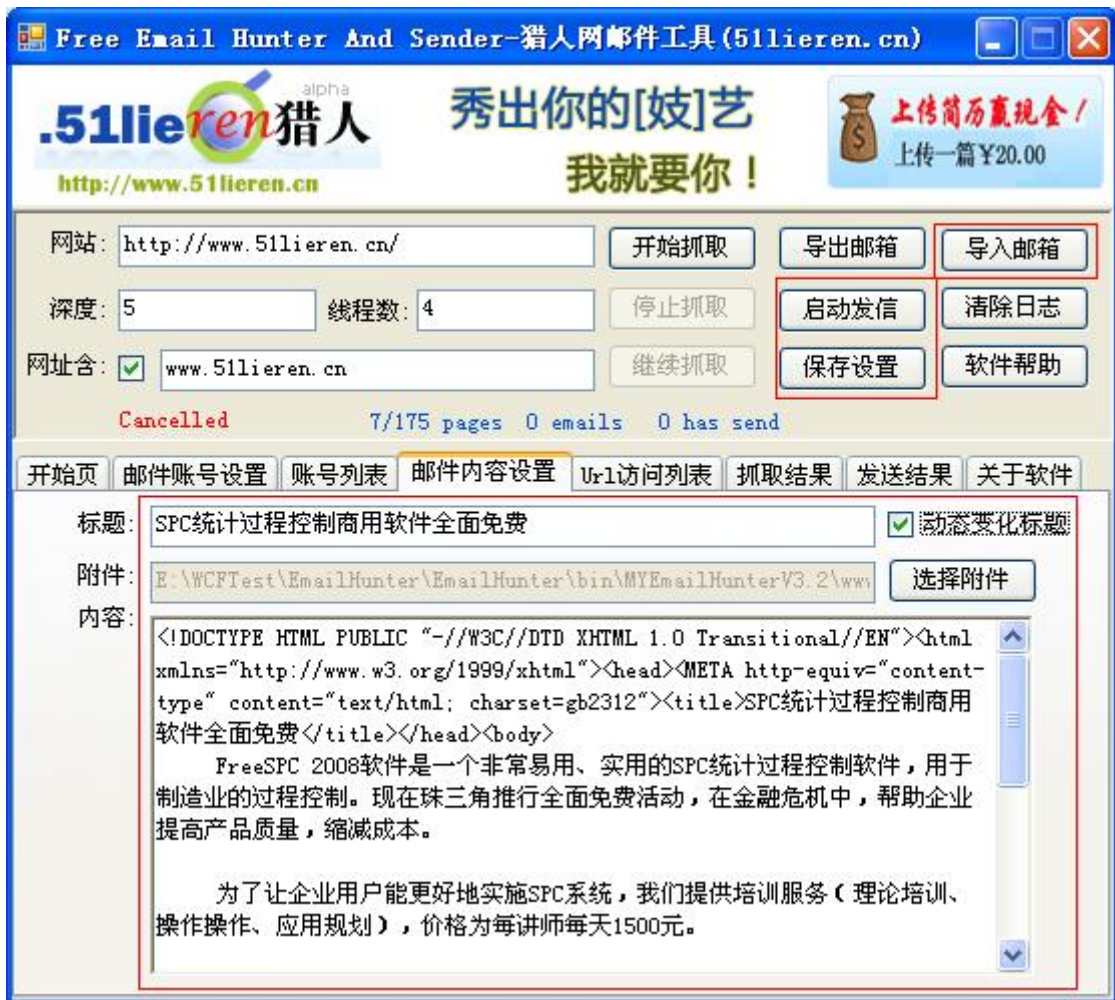 Free Email Hunter And Sender-猎人网邮件工具(51lieren.cn)
alpha
.51lieren猎人
http://www.51lieren.cn
秀出你的[妓]艺
我就要你！
上传简历赢现金！
上传一篇￥20.00
网站: http://www.51lieren.cn/ 开始抓取 导出邮箱 导入邮箱
深度: 5 线程数: 4 停止抓取 启动发信 清除日志
网址含: www.51lieren.cn 继续抓取 保存设置 软件帮助
Cancelled 7/175 pages 0 emails 0 has send
开始页 邮件账号设置 账号列表 邮件内容设置 Url访问列表 抓取结果 发送结果 关于软件
标题: SPC统计过程控制商用软件全面免费 动态变化标题
附件: E:\WCFTest\EmailHunter\EmailHunter\bin\MYEmailHunterV3.2\www 选择附件
内容:
<!DOCTYPE HTML PUBLIC "-//W3C//DTD XHTML 1.0 Transitional//EN"><html
xmlns="http://www.w3.org/1999/xhtml"><head><META http-equiv="content-
type" content="text/html; charset=gb2312"><title>SPC统计过程控制商用
软件全面免费</title></head><body>
FreeSPC 2008软件是一个非常易用、实用的SPC统计过程控制软件，用于
制造业的过程控制。现在珠三角推行全面免费活动，在金融危机中，帮助企业
提高产品质量，缩减成本。
为了让企业用户能更好地实施SPC系统，我们提供培训服务（理论培训、
操作操作、应用规划），价格为每讲师每天1500元。